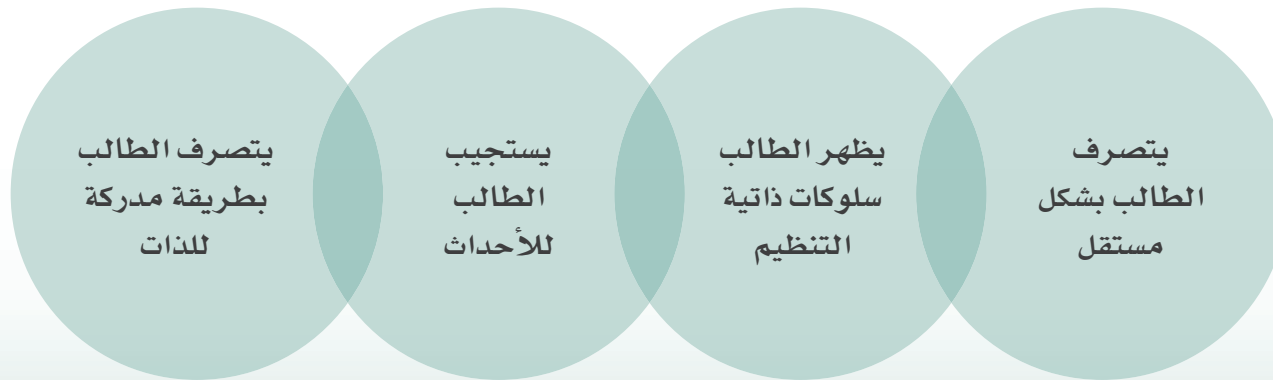 يتصرف
الطالب بشكل
مستقل
يظهر الطالب
سلوكات ذاتية
التنظيم
يستجيب
الطالب
للأحداث
يتصرف الطالب
بطريقة مدركة
للذات